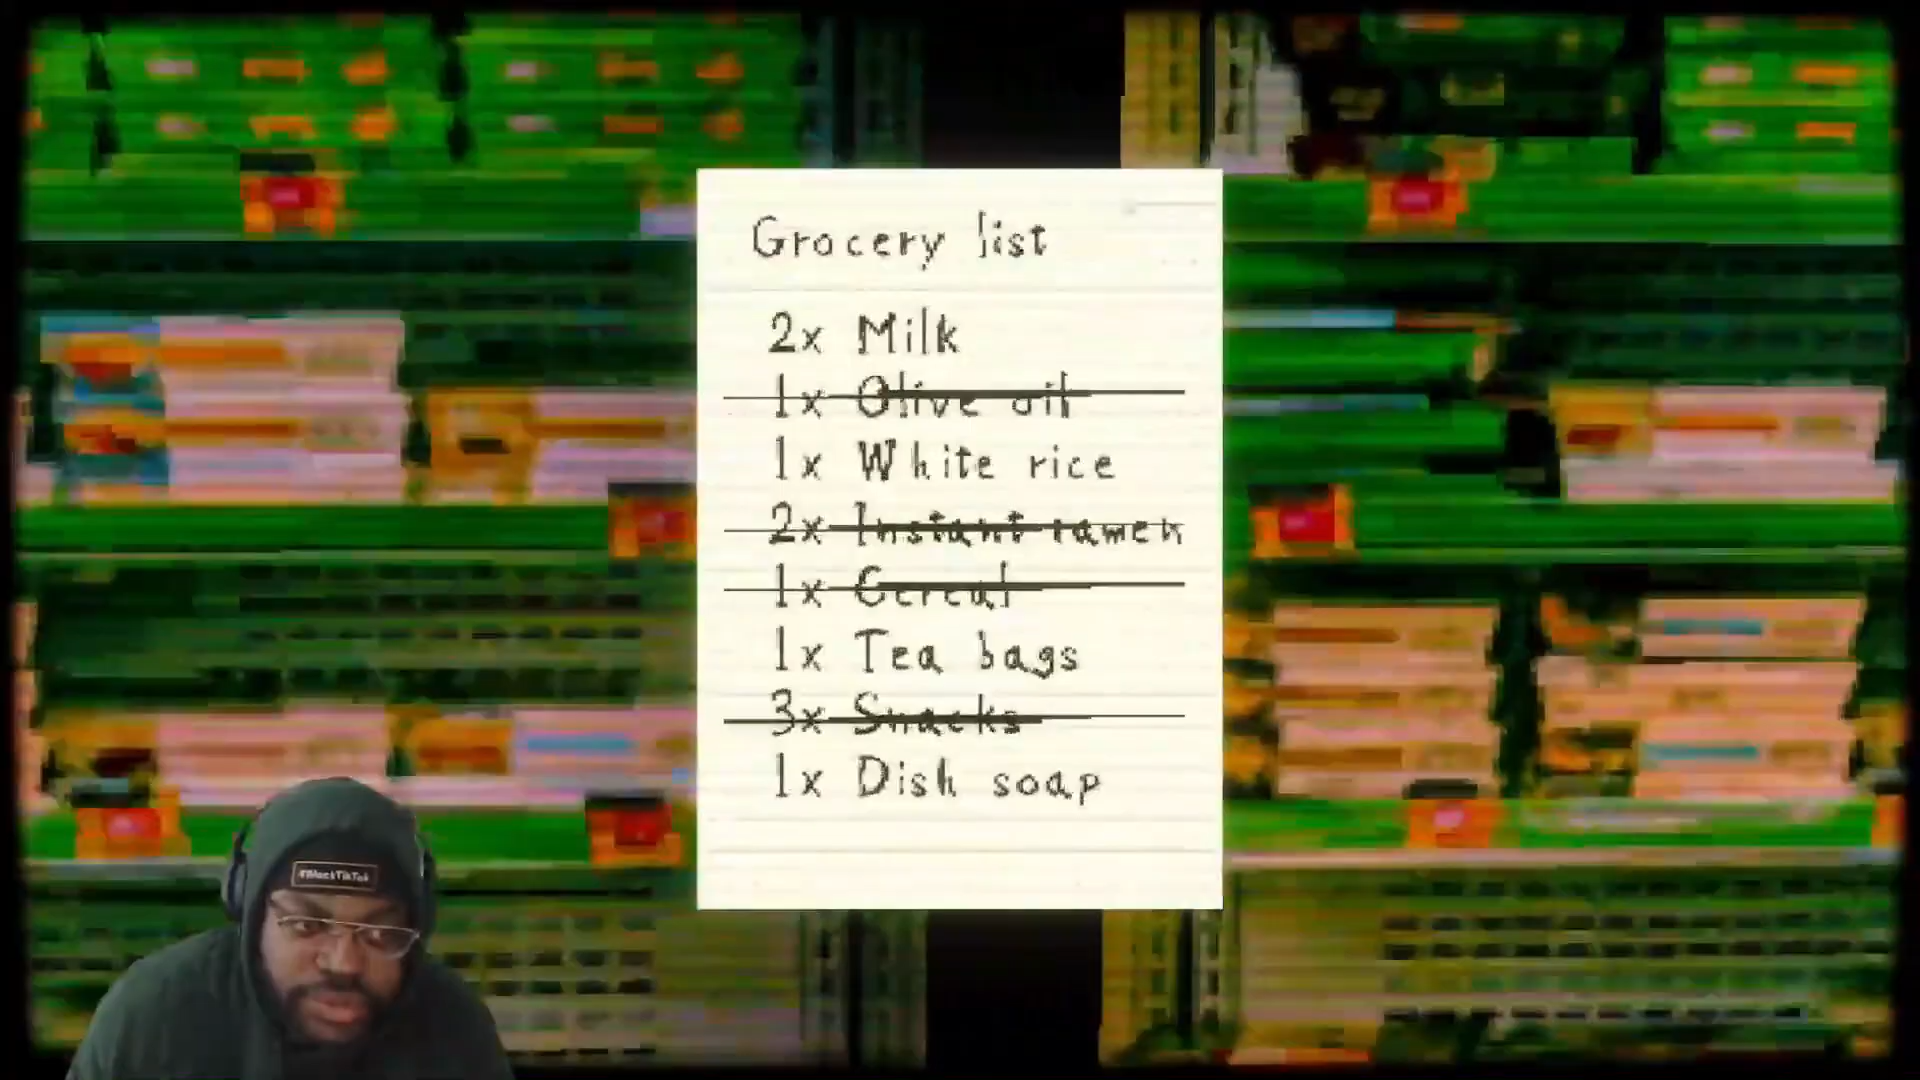 Grocery list
2x Milk
1x Olive oil
1x White rice
2x Instant ramen
1x Cereal
1x Tea bags
3x Snacks
1x Dish soap
#BlackTikTok